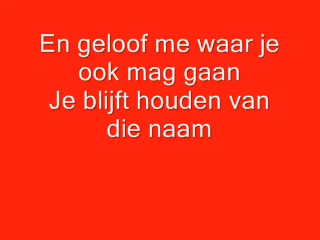 En geloof me waar je
ook mag gaan
Je blijft houden van
die naam